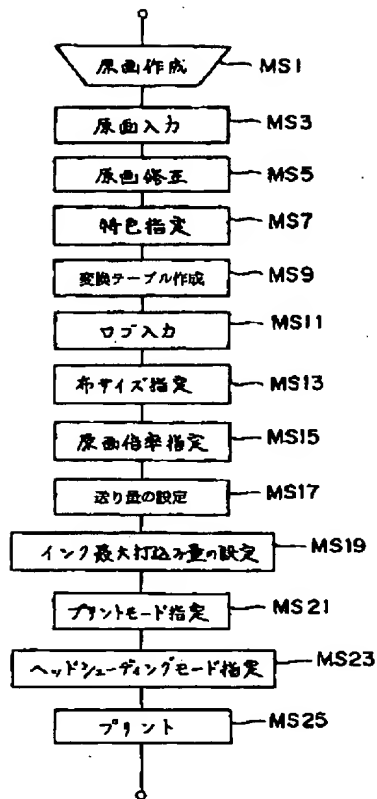 原画作成 MS1
原画入力 MS3
原画修正 MS5
特色指定 MS7
変換テーブル作成 MS9
ロゴ入力 MS11
布サイズ指定 MS13
原画倍率指定 MS15
送り量の設定 MS17
インク最大打込み量の設定 MS19
プリントモード指定 MS21
ヘッドシェーディングモード指定 MS23
プリント MS25